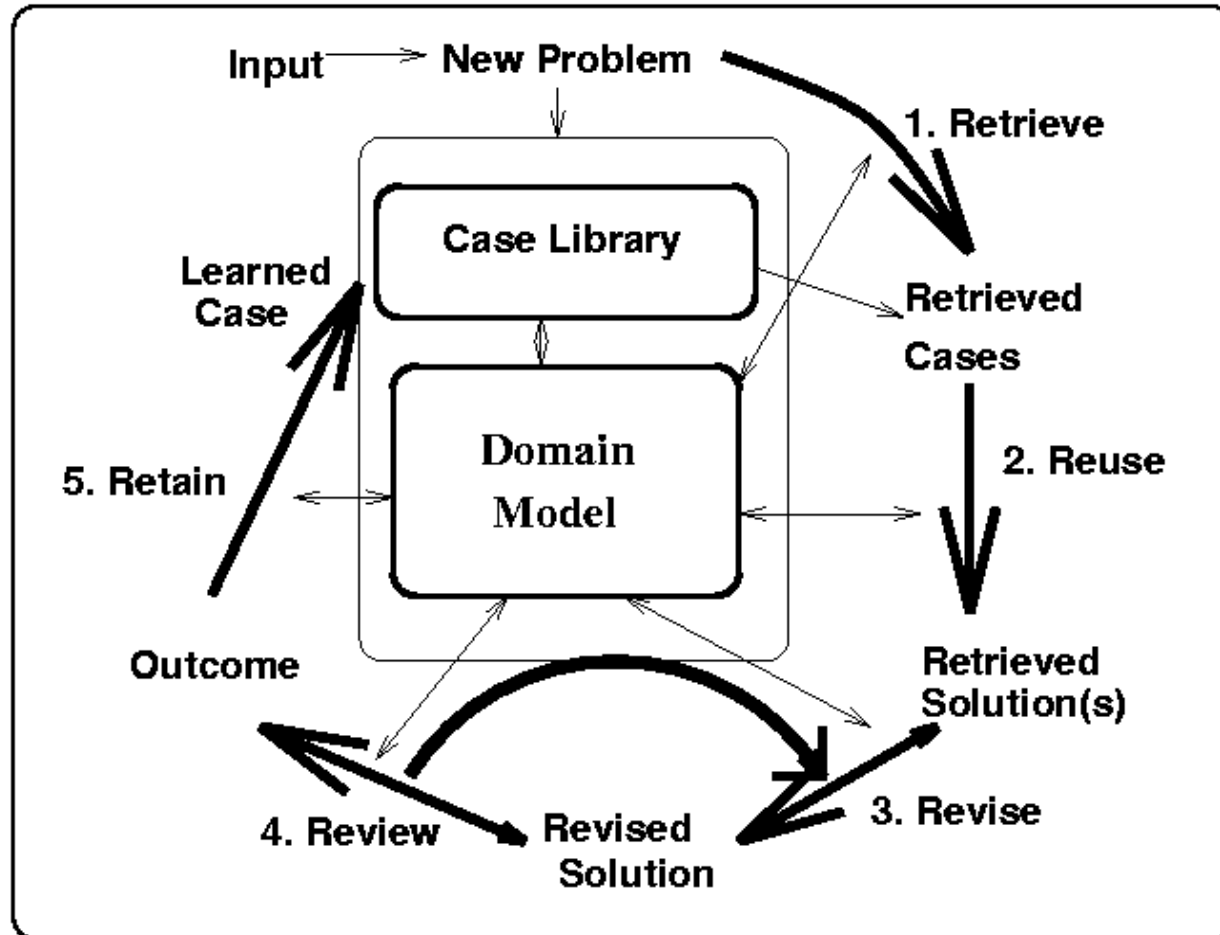 Input
New Problem
1. Retrieve
Case Library
Learned
Case
Retrieved
Cases
Domain
Model
2. Reuse
5. Retain
Outcome
Retrieved
Solution(s)
3. Revise
4. Review
Revised
Solution